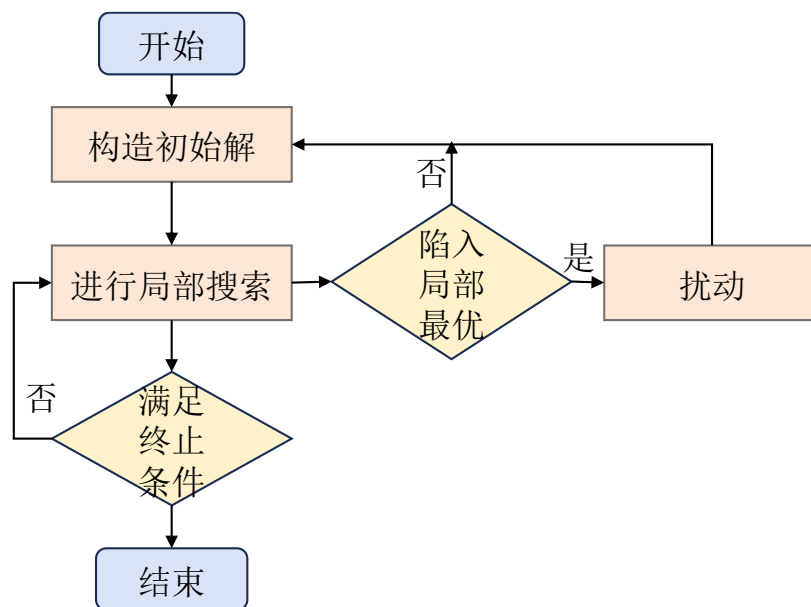 开始
构造初始解
否
进行局部搜索
陷入
局部
最优
是
扰动
否
满足
终止
条件
结束